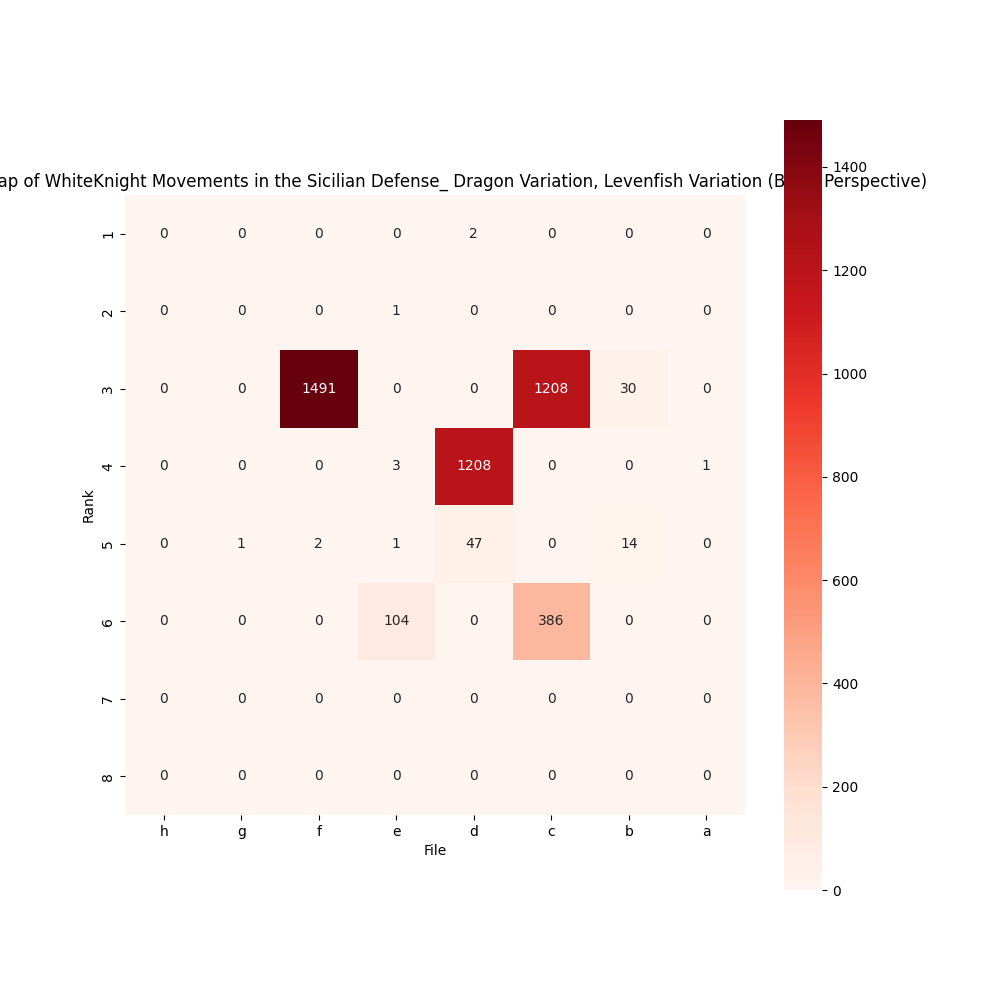 ap of WhiteKnight Movements in the Sicilian Defense_ Dragon Variation, Levenfish Variation (B Perspective)
1 0 0 0 0 2 0 0 0
2 0 0 0 1 0 0 0 0
3 0 0 1491 0 0 1208 30 0
4 0 0 0 3 1208 0 0 1
5 0 1 2 1 47 0 14 0
6 0 0 0 104 0 386 0 0
7 0 0 0 0 0 0 0 0
8 0 0 0 0 0 0 0 0
h g f e d c b a
File
Rank
1400
1200
1000
800
600
400
200
0